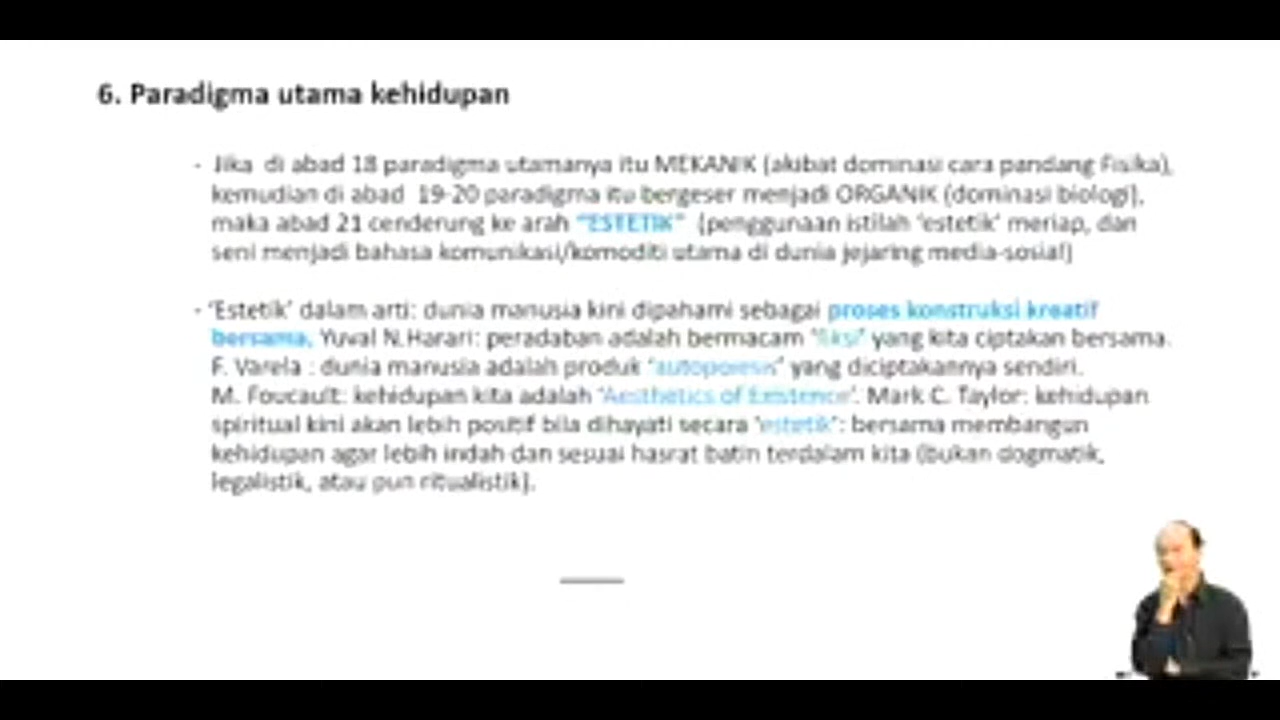 6. Paradigma utama kehidupan
- Jika di abad 18 paradigma utamanya itu MEKANIK (akibat dominasi cara pandang Fisika),
kemudian di abad 19-20 paradigma itu bergeser menjadi ORGANIK (dominasi biologi),
maka abad 21 cenderung ke arah "ESTETIK" (penggunaan istilah 'estetik' meriap, dan
seni menjadi bahasa komunikasi/komoditi utama di dunia jejaring media-sosial)
- 'Estetik' dalam arti: dunia manusia kini dipahami sebagai proses konstruksi kreatif
bersama. Yuval N.Harari: peradaban adalah bermacam 'fiksi' yang kita ciptakan bersama.
F. Varela : dunia manusia adalah produk 'autopoiesis' yang diciptakannya sendiri.
M. Foucault: kehidupan kita adalah 'Aesthetics of Existence'. Mark C. Taylor: kehidupan
spiritual kini akan lebih positif bila dihayati secara 'estetik': bersama membangun
kehidupan agar lebih indah dan sesuai hasrat batin terdalam kita (bukan dogmatik,
legalistik, atau pun ritualistik).